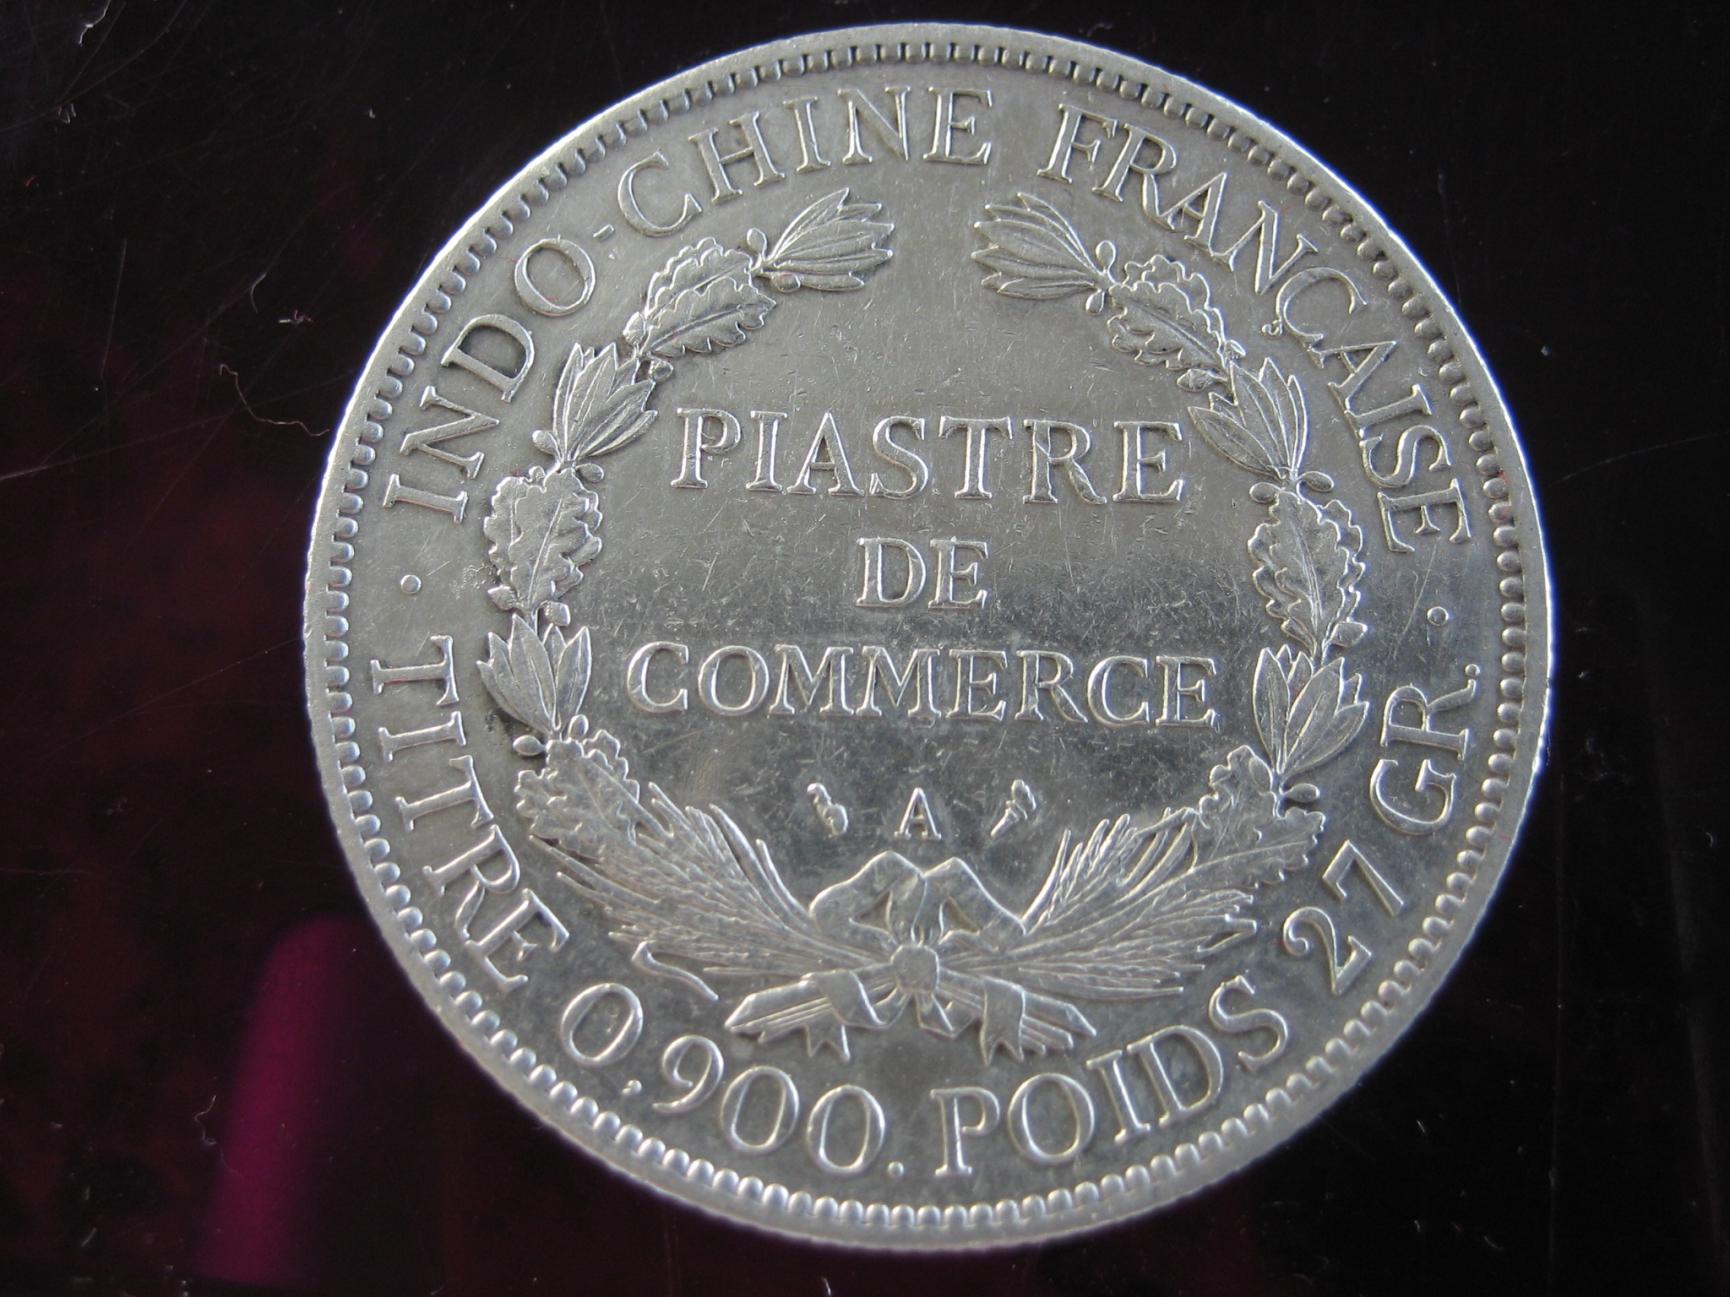 INDO-CHINE FRANÇAISE
PIASTRE
DE
COMMERCE
A
· TITRE 0,900. POIDS 27 GR. ·